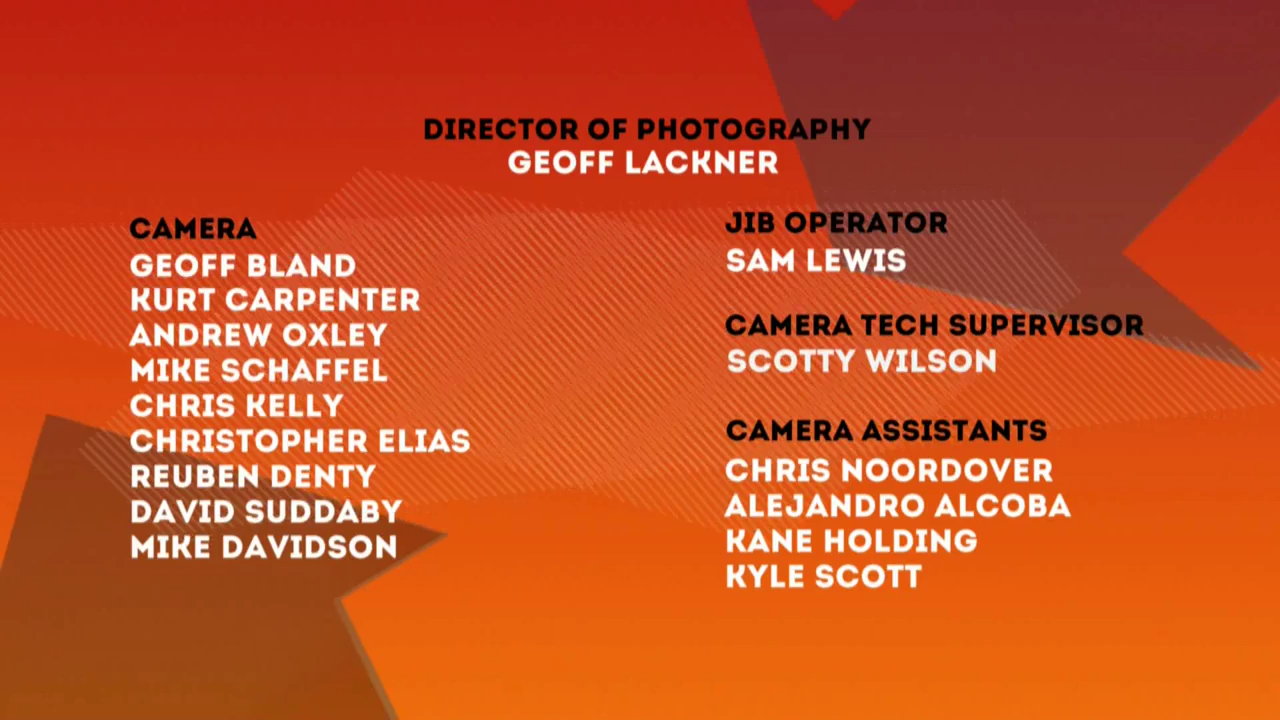 DIRECTOR OF PHOTOGRAPHY
GEOFF LACKNER
CAMERA
GEOFF BLAND
KURT CARPENTER
ANDREW OXLEY
MIKE SCHAFFEL
CHRIS KELLY
CHRISTOPHER ELIAS
REUBEN DENTY
DAVID SUDDABY
MIKE DAVIDSON
JIB OPERATOR
SAM LEWIS
CAMERA TECH SUPERVISOR
SCOTTY WILSON
CAMERA ASSISTANTS
CHRIS NOORDOVER
ALEJANDRO ALCOBA
KANE HOLDING
KYLE SCOTT